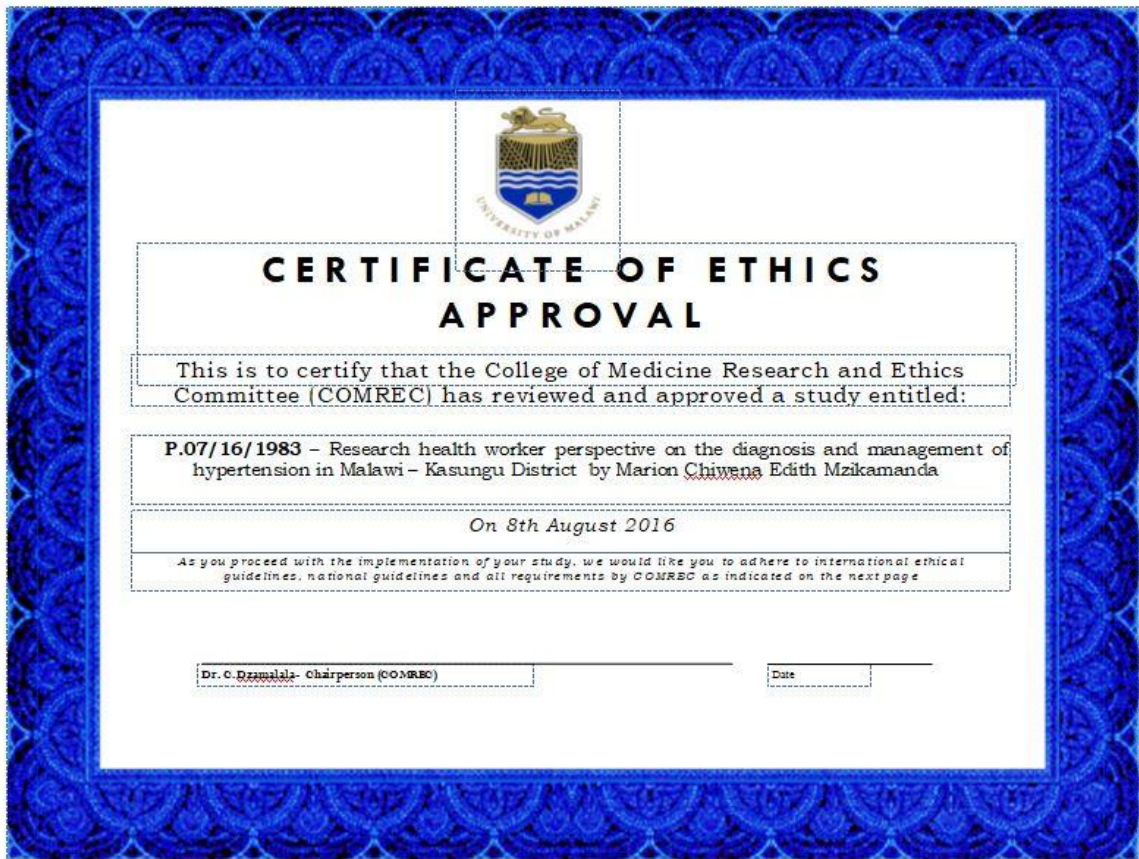 UNIVERSITY OF MALAWI
CERTIFICATE OF ETHICS
APPROVAL
This is to certify that the College of Medicine Research and Ethics
Committee (COMREC) has reviewed and approved a study entitled:
P.07/16/1983 – Research health worker perspective on the diagnosis and management of
hypertension in Malawi – Kasungu District by Marion Chiwena Edith Mzikamanda
On 8th August 2016
As you proceed with the implementation of your study, we would like you to adhere to international ethical
guidelines, national guidelines and all requirements by COMREC as indicated on the next page
Dr. C.Dzamalala- Chairperson (COMREC)
Date